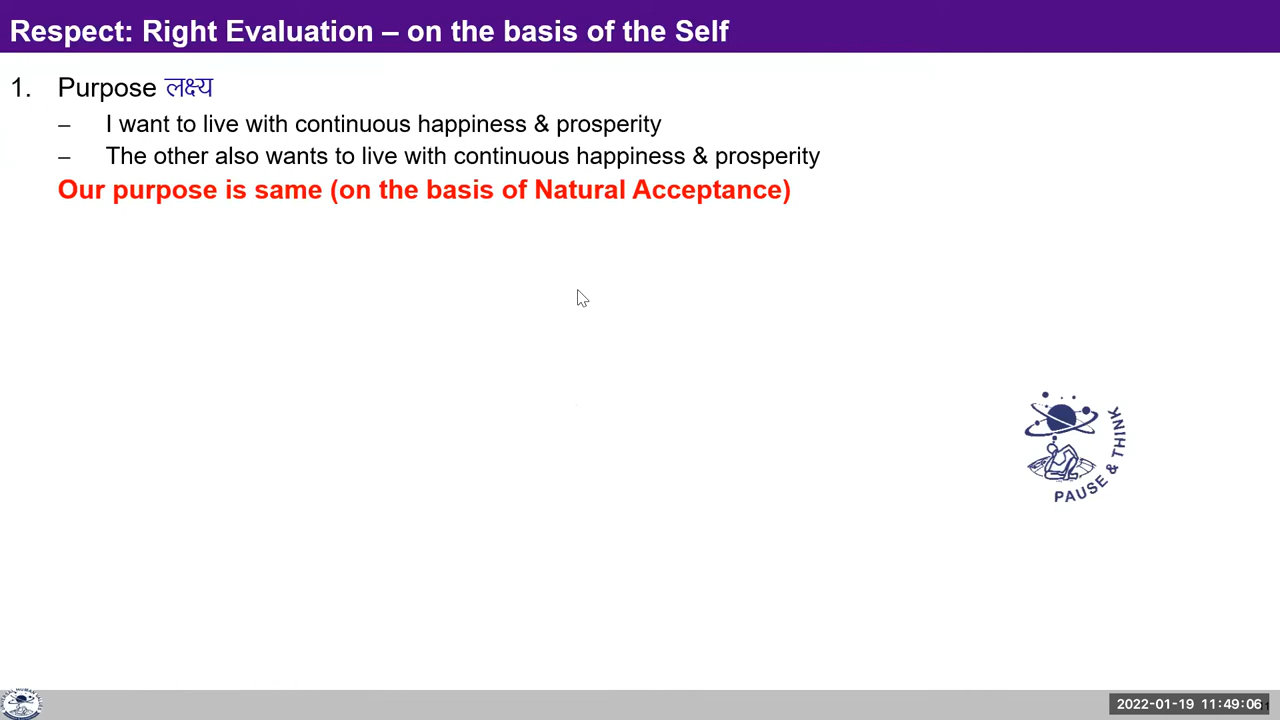 Respect: Right Evaluation – on the basis of the Self
1. Purpose लक्ष्य
– I want to live with continuous happiness & prosperity
– The other also wants to live with continuous happiness & prosperity
Our purpose is same (on the basis of Natural Acceptance)
PAUSE & THINK
2022-01-19 11:49:06